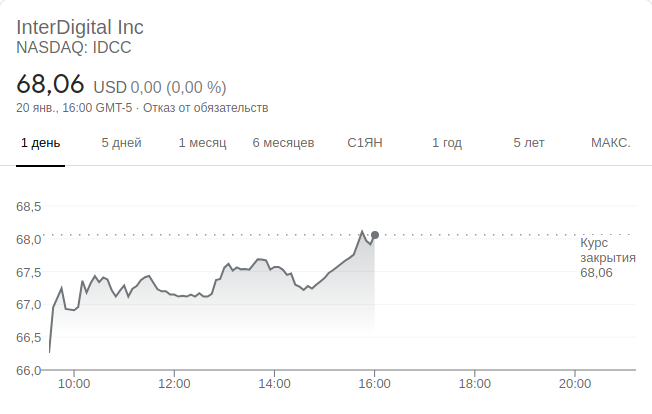 InterDigital Inc
NASDAQ: IDCC
68,06 USD 0,00 (0,00 %)
20 янв., 16:00 GMT-5 · Отказ от обязательств
1 день 5 дней 1 месяц 6 месяцев С1ЯН 1 год 5 лет МАКС.
68,5
68,0
67,5
67,0
66,5
66,0
Курс
закрытия
68,06
10:00 12:00 14:00 16:00 18:00 20:00